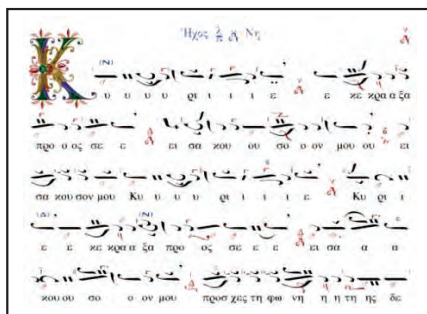 Ἦχος λ π δ Νη
Κ υ υ υ υ ρι ι ι ε ε κε κρα α ξα
προ ο ος σε ε ει σα κου ου σο ο ον μου ου ει
σα κου σον μου Κυ υ υ υ ρι ι ι ε Κυ ρι ι
ε ε κε κρα α ξα προ ος σε ε ε ει σα α α
κου ου σο ο ον μου προσ χες τη φω νη η η τη ης δε